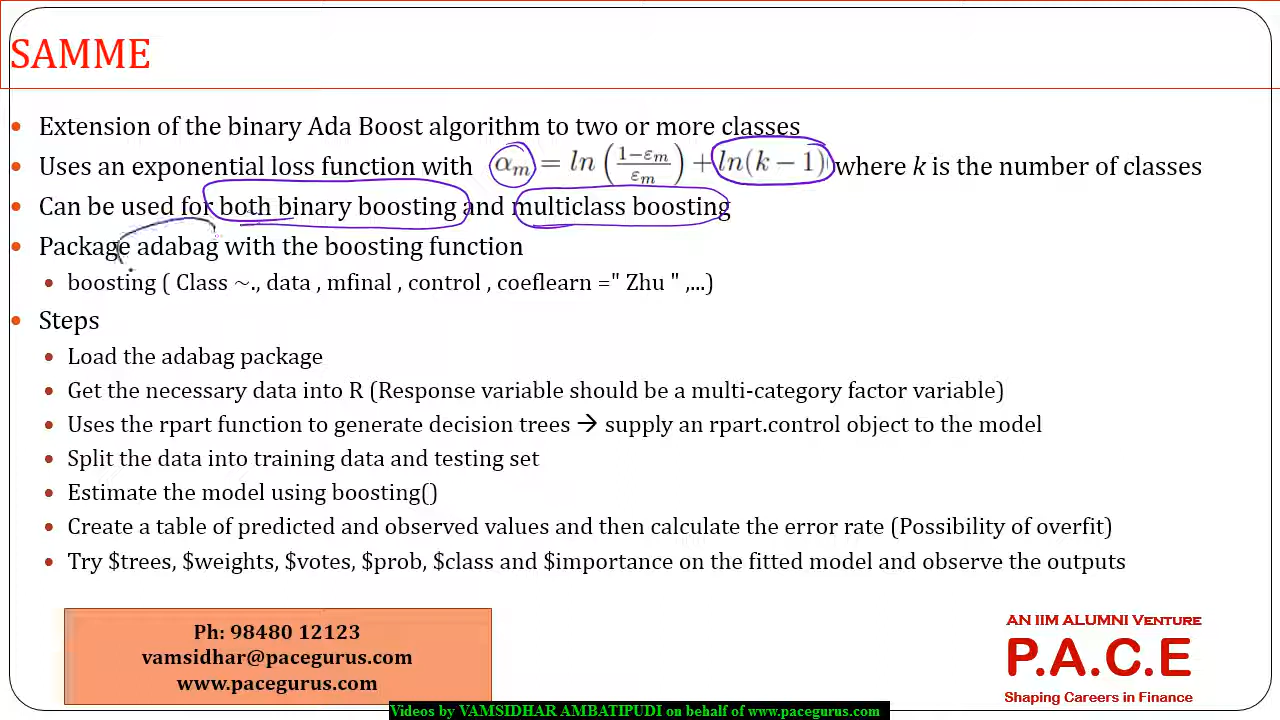 SAMME
• Extension of the binary Ada Boost algorithm to two or more classes
• Uses an exponential loss function with αₘ = ln((1−εₘ)/εₘ) + ln(k − 1) where k is the number of classes
• Can be used for both binary boosting and multiclass boosting
• Package adabag with the boosting function
• boosting ( Class ~., data , mfinal , control , coeflearn =" Zhu " ,...)
• Steps
• Load the adabag package
• Get the necessary data into R (Response variable should be a multi-category factor variable)
• Uses the rpart function to generate decision trees → supply an rpart.control object to the model
• Split the data into training data and testing set
• Estimate the model using boosting()
• Create a table of predicted and observed values and then calculate the error rate (Possibility of overfit)
• Try $trees, $weights, $votes, $prob, $class and $importance on the fitted model and observe the outputs
Ph: 98480 12123
vamsidhar@pacegurus.com
www.pacegurus.com
AN IIM ALUMNI VENTURE
P.A.C.E
Shaping Careers in Finance
Videos by VAMSIDHAR AMBATIPUDI on behalf of www.pacegurus.com